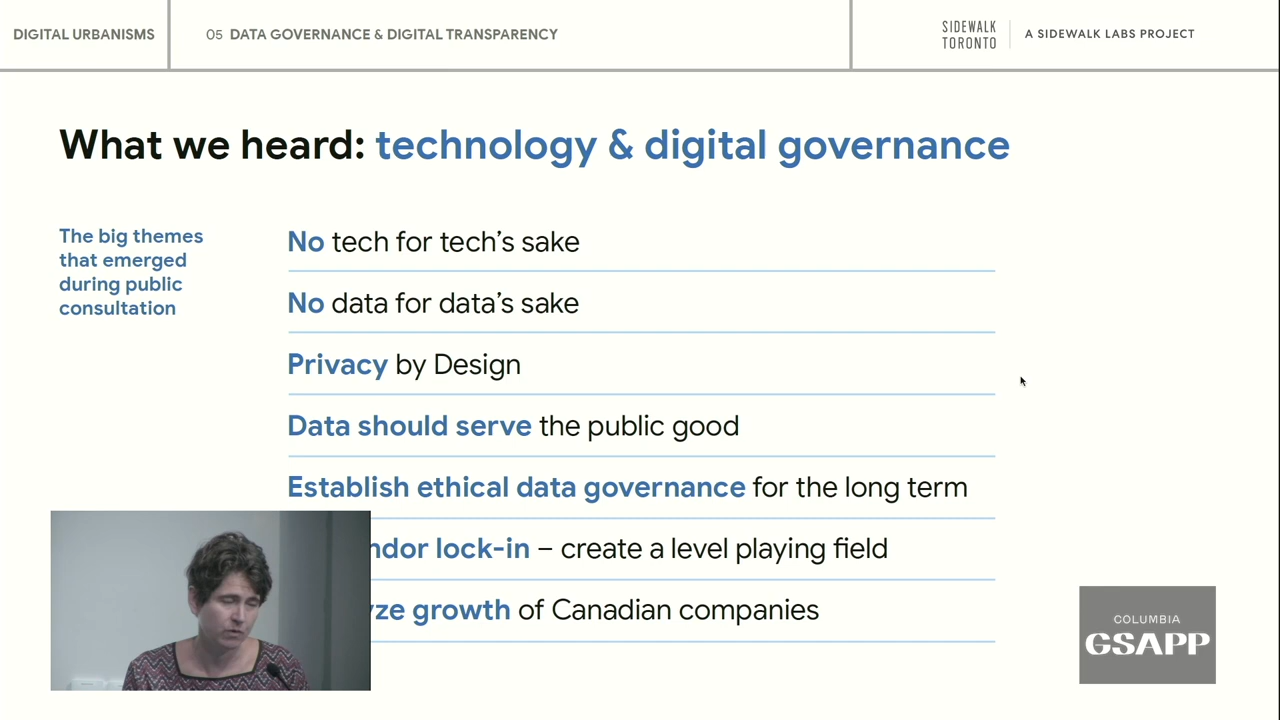 DIGITAL URBANISMS
05 DATA GOVERNANCE & DIGITAL TRANSPARENCY
SIDEWALK
TORONTO
A SIDEWALK LABS PROJECT
What we heard: technology & digital governance
The big themes
that emerged
during public
consultation
No tech for tech’s sake
No data for data’s sake
Privacy by Design
Data should serve the public good
Establish ethical data governance for the long term
lock-in – create a level playing field
growth of Canadian companies
COLUMBIA
GSAPP